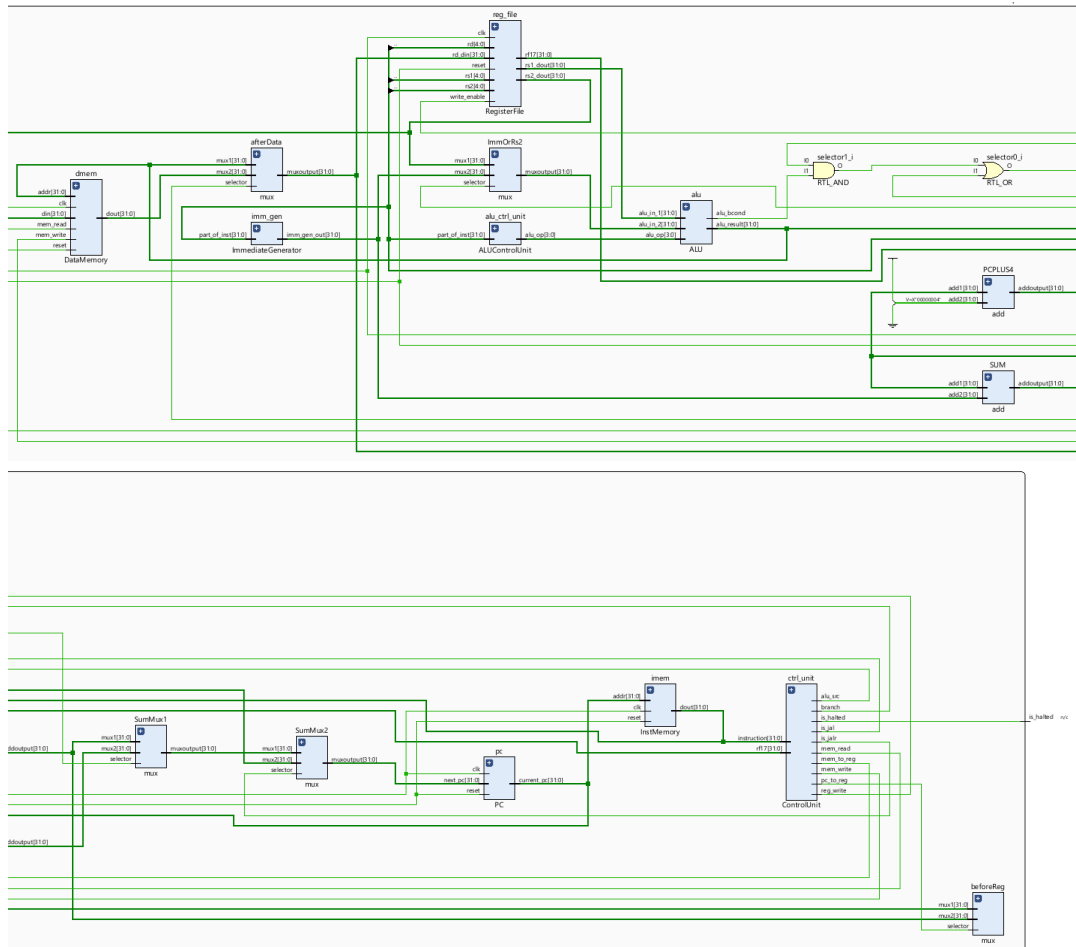 reg_file
clk
rd[4:0]
rd_din[31:0]
reset
rs1[4:0]
rs2[4:0]
write_enable
rf17[31:0]
rs1_dout[31:0]
rs2_dout[31:0]
RegisterFile
afterData
mux1[31:0]
mux2[31:0]
selector
muxoutput[31:0]
mux
ImmOrRs2
mux1[31:0]
mux2[31:0]
selector
muxoutput[31:0]
mux
selector1_i
I0
I1
O
RTL_AND
selector0_i
I0
I1
O
RTL_OR
dmem
addr[31:0]
clk
din[31:0]
mem_read
mem_write
reset
dout[31:0]
DataMemory
imm_gen
part_of_inst[31:0]
imm_gen_out[31:0]
ImmediateGenerator
alu_ctrl_unit
part_of_inst[31:0]
alu_op[3:0]
ALUControlUnit
alu
alu_in_1[31:0]
alu_in_2[31:0]
alu_op[3:0]
alu_bcond
alu_result[31:0]
ALU
PCPLUS4
add1[31:0]
add2[31:0]
addoutput[31:0]
add
SUM
add1[31:0]
add2[31:0]
addoutput[31:0]
add
imem
addr[31:0]
clk
reset
dout[31:0]
InstMemory
ctrl_unit
instruction[31:0]
rf17[31:0]
alu_src
branch
is_halted
is_jal
is_jalr
mem_read
mem_to_reg
mem_write
pc_to_reg
reg_write
ControlUnit
is_halted
n/c
SumMux1
ddoutput[31:0]
mux1[31:0]
mux2[31:0]
selector
muxoutput[31:0]
mux
SumMux2
mux1[31:0]
mux2[31:0]
selector
muxoutput[31:0]
mux
pc
clk
next_pc[31:0]
reset
current_pc[31:0]
PC
ddoutput[31:0]
beforeReg
mux1[31:0]
mux2[31:0]
selector
mux